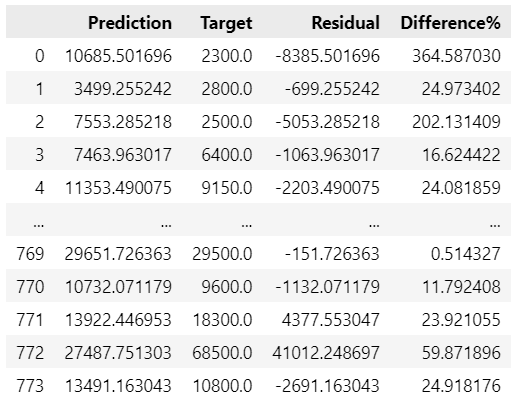 Prediction Target Residual Difference%
0 10685.501696 2300.0 -8385.501696 364.587030
1 3499.255242 2800.0 -699.255242 24.973402
2 7553.285218 2500.0 -5053.285218 202.131409
3 7463.963017 6400.0 -1063.963017 16.624422
4 11353.490075 9150.0 -2203.490075 24.081859
... ... ... ... ...
769 29651.726363 29500.0 -151.726363 0.514327
770 10732.071179 9600.0 -1132.071179 11.792408
771 13922.446953 18300.0 4377.553047 23.921055
772 27487.751303 68500.0 41012.248697 59.871896
773 13491.163043 10800.0 -2691.163043 24.918176